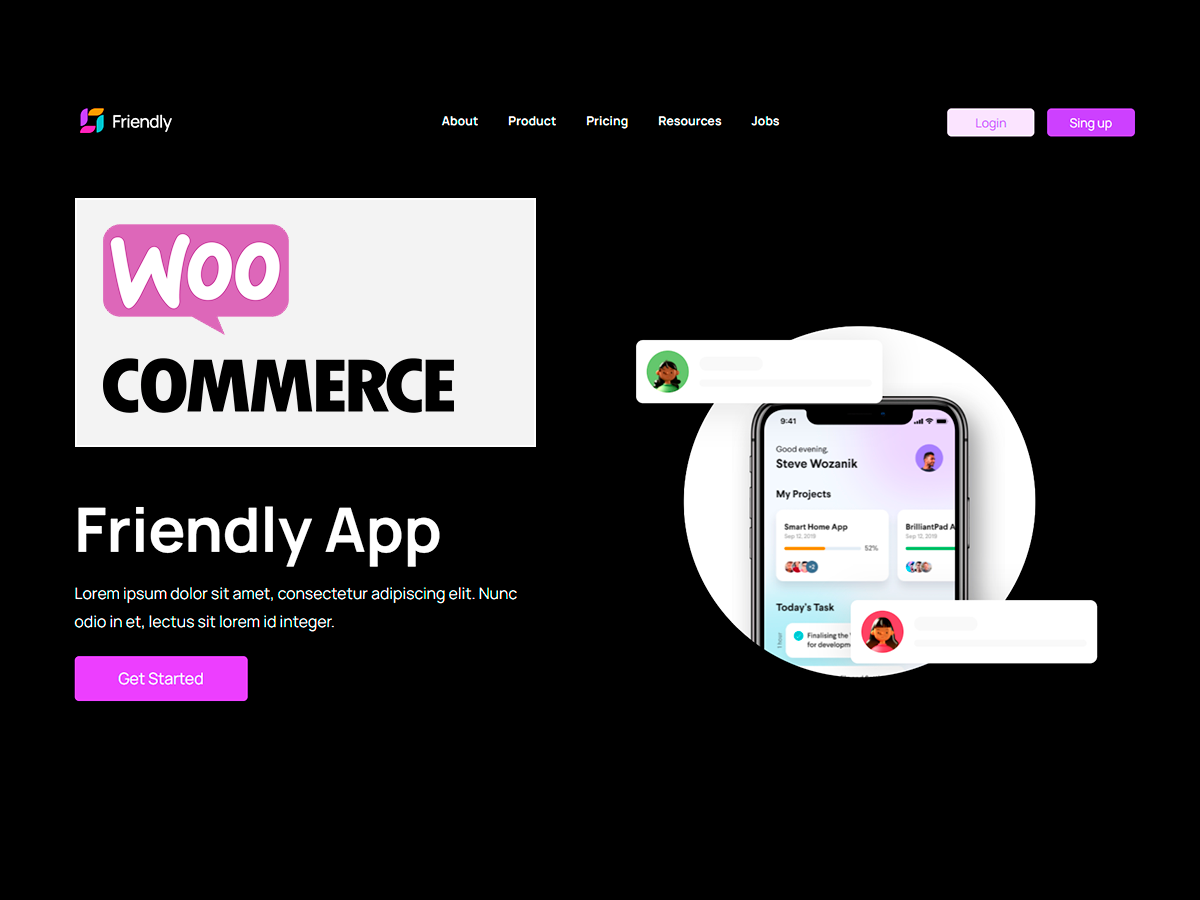 Friendly
About Product Pricing Resources Jobs
Login Sing up
Woo
COMMERCE
Friendly App
Lorem ipsum dolor sit amet, consectetur adipiscing elit. Nunc
odio in et, lectus sit lorem id integer.
Get Started
9:41
Good evening,
Steve Wozanik
My Projects
Smart Home App
Sep 12, 2019
52%
BrilliantPad A
Sep 12, 2019
Today's Task
1 hour
Finalising the
for developm